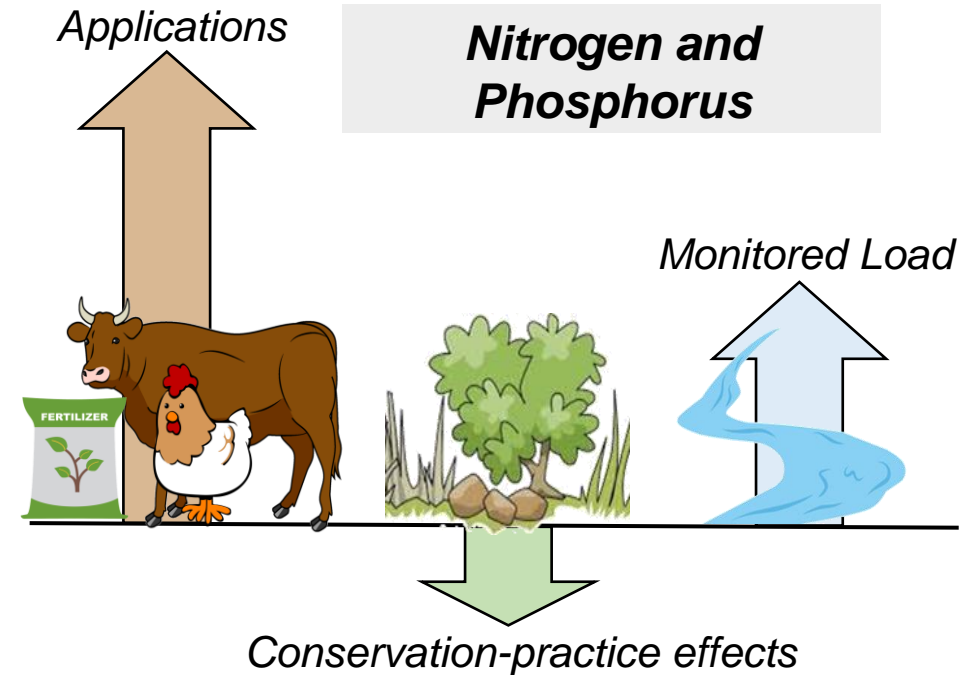 Applications
Nitrogen and
Phosphorus
Monitored Load
FERTILIZER
Conservation-practice effects